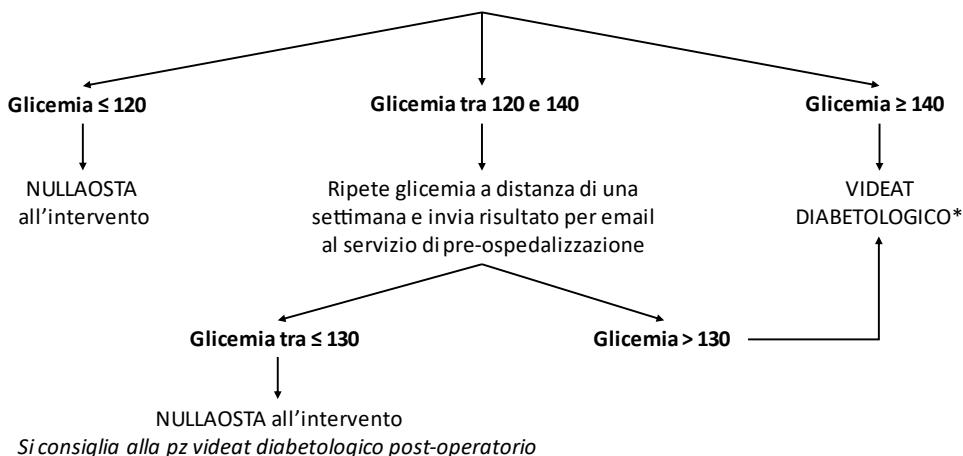 Glicemia ≤ 120
Glicemia tra 120 e 140
Glicemia ≥ 140
NULLAOSTA
all’intervento
Ripete glicemia a distanza di una
settimana e invia risultato per email
al servizio di pre-ospedalizzazione
VIDEAT
DIABETOLOGICO*
Glicemia tra ≤ 130
Glicemia > 130
NULLAOSTA all’intervento
Si consiglia alla pz videat diabetologico post-operatorio